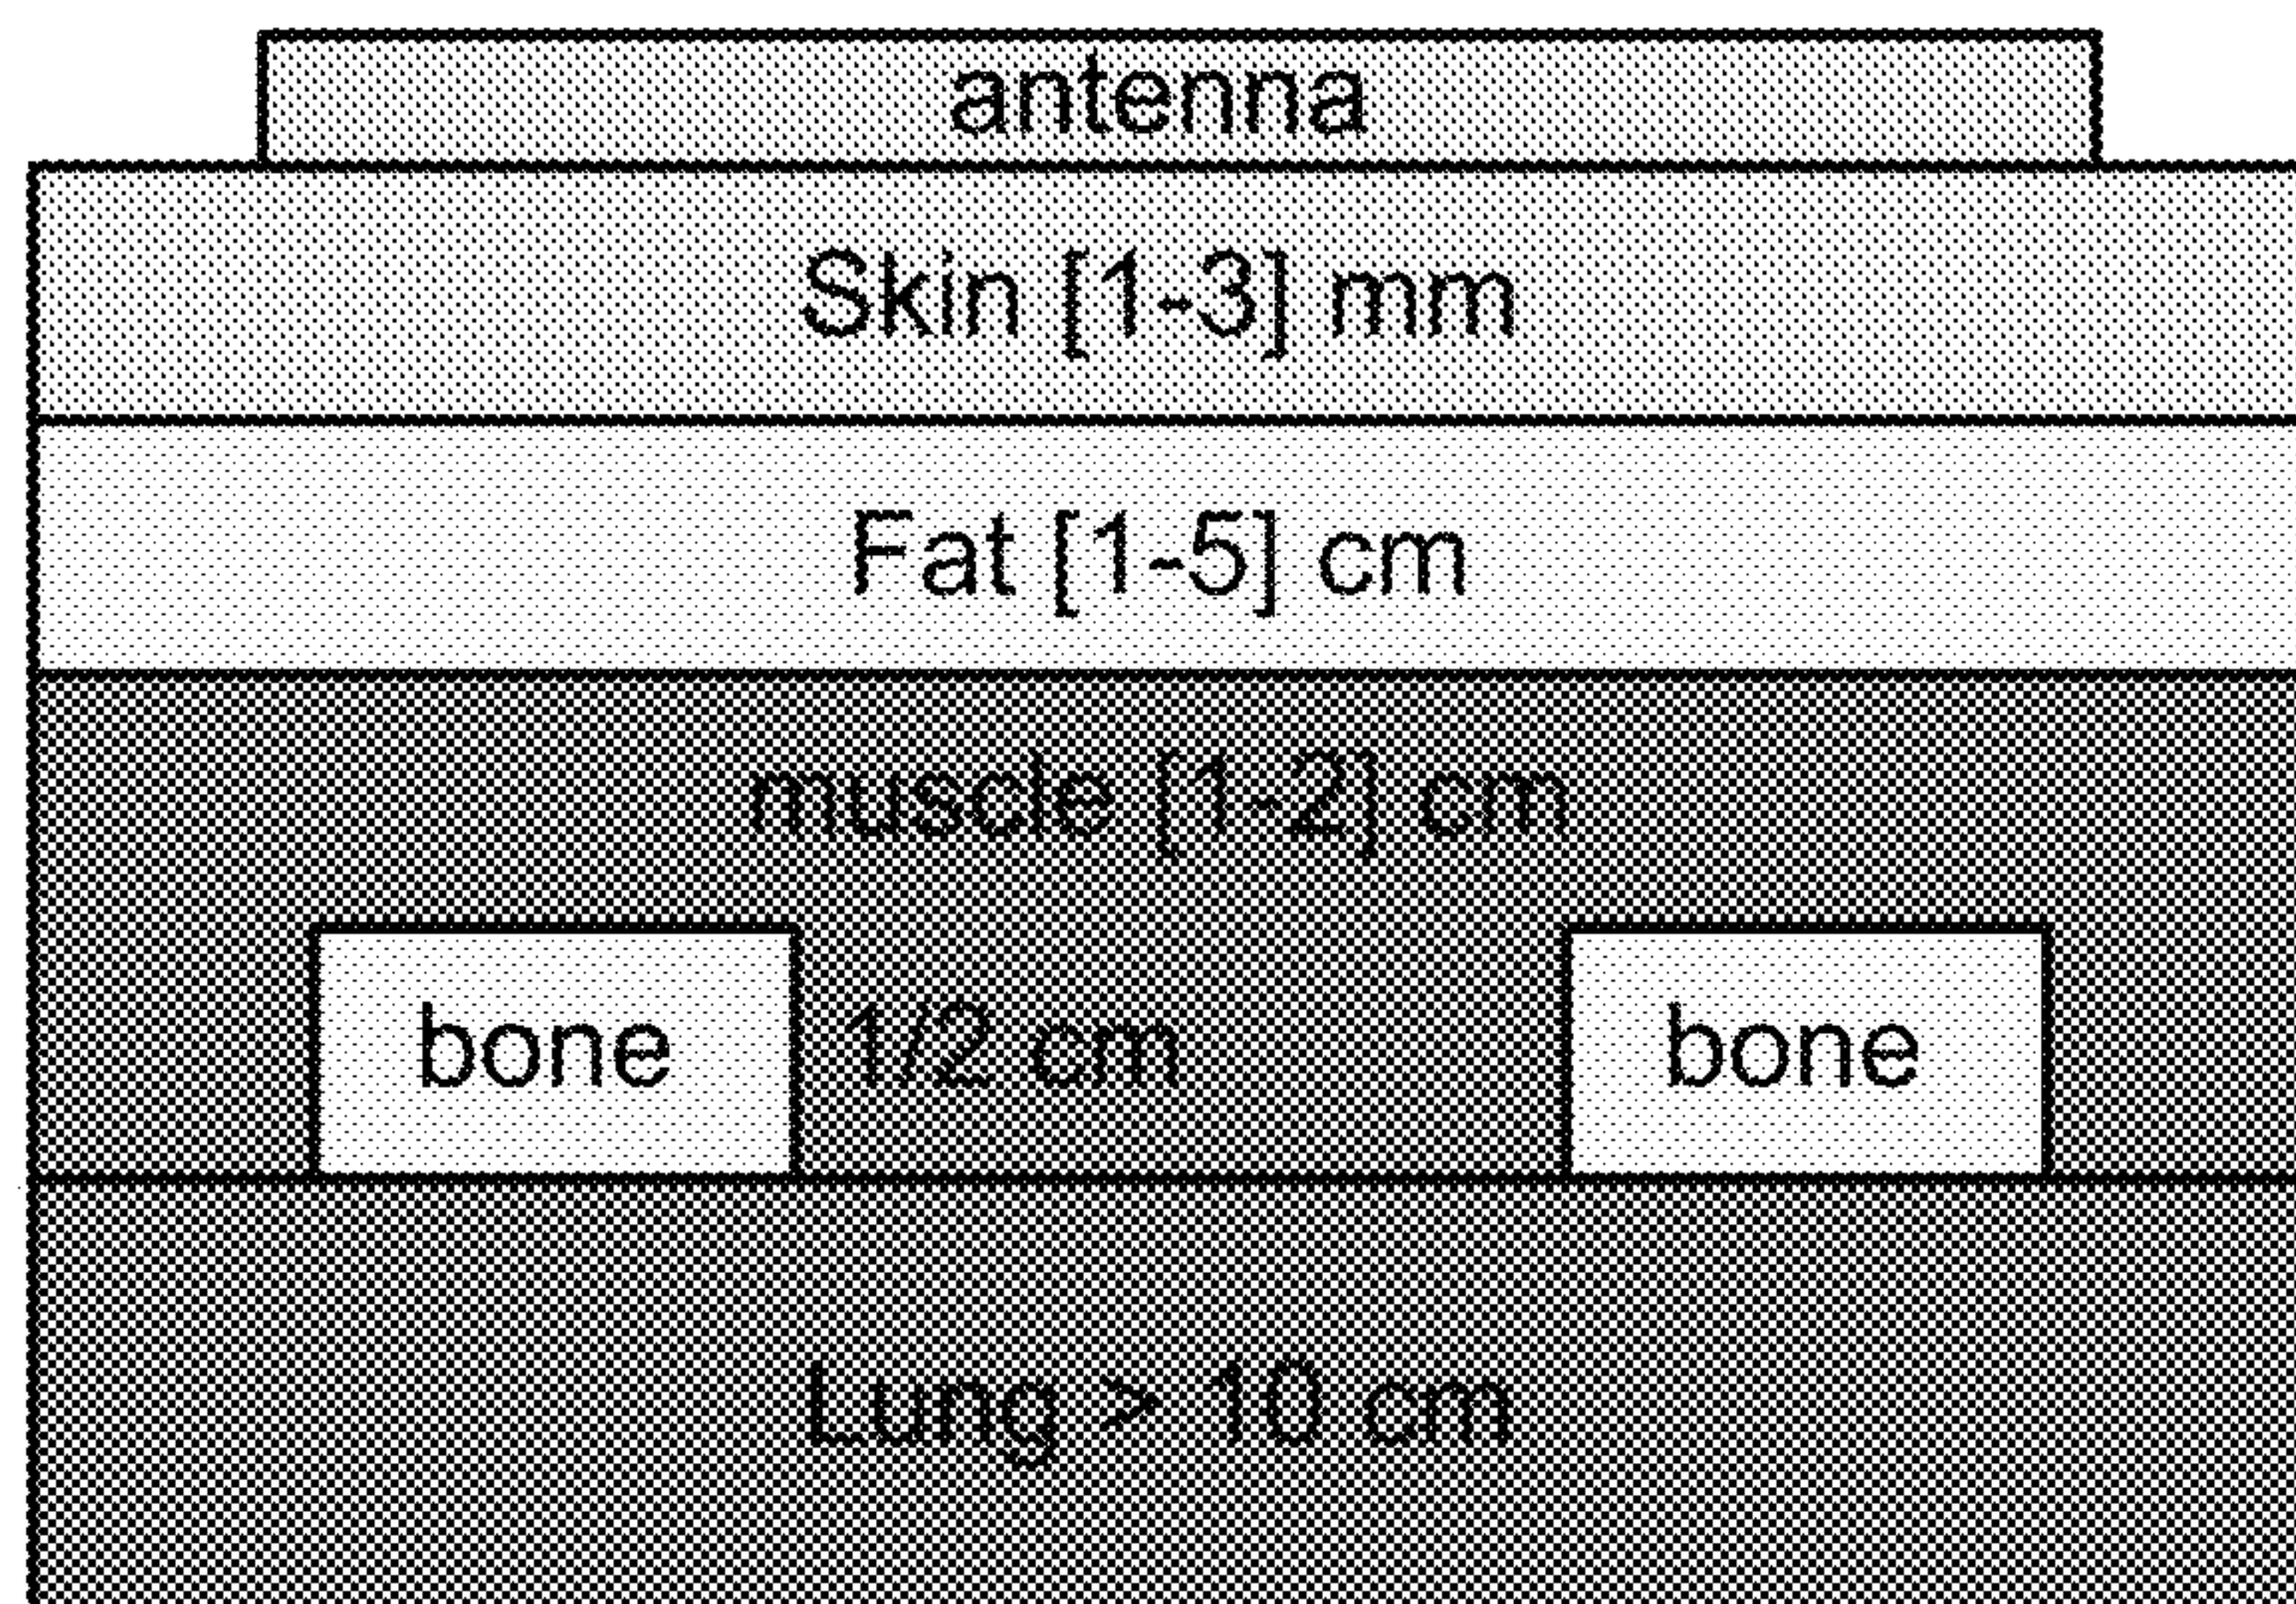 antenna
Skin [1-3] mm
Fat [1-5] cm
muscle [1-2] cm
bone 1/2 cm bone
Lung > 10 cm